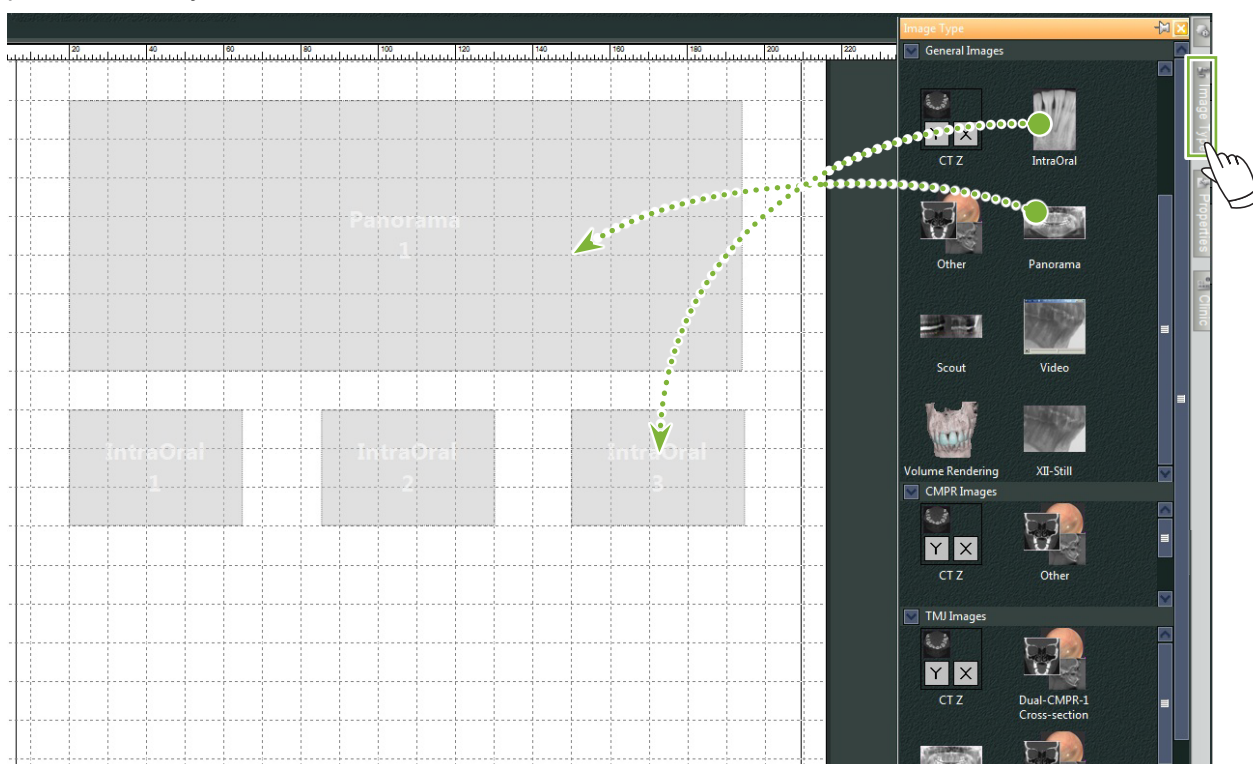 20 40 60 80 100 120 140 160 180 200 220
Panorama
1
IntraOral
1
IntraOral
2
IntraOral
3
Image Type
General Images
Y X
CT Z
IntraOral
Other
Panorama
Scout
Video
Volume Rendering
XII-Still
CMPR Images
Y X
CT Z
Other
TMJ Images
Y X
CT Z
Dual-CMPR-1
Cross-section
Image Type
Properties
Clinic